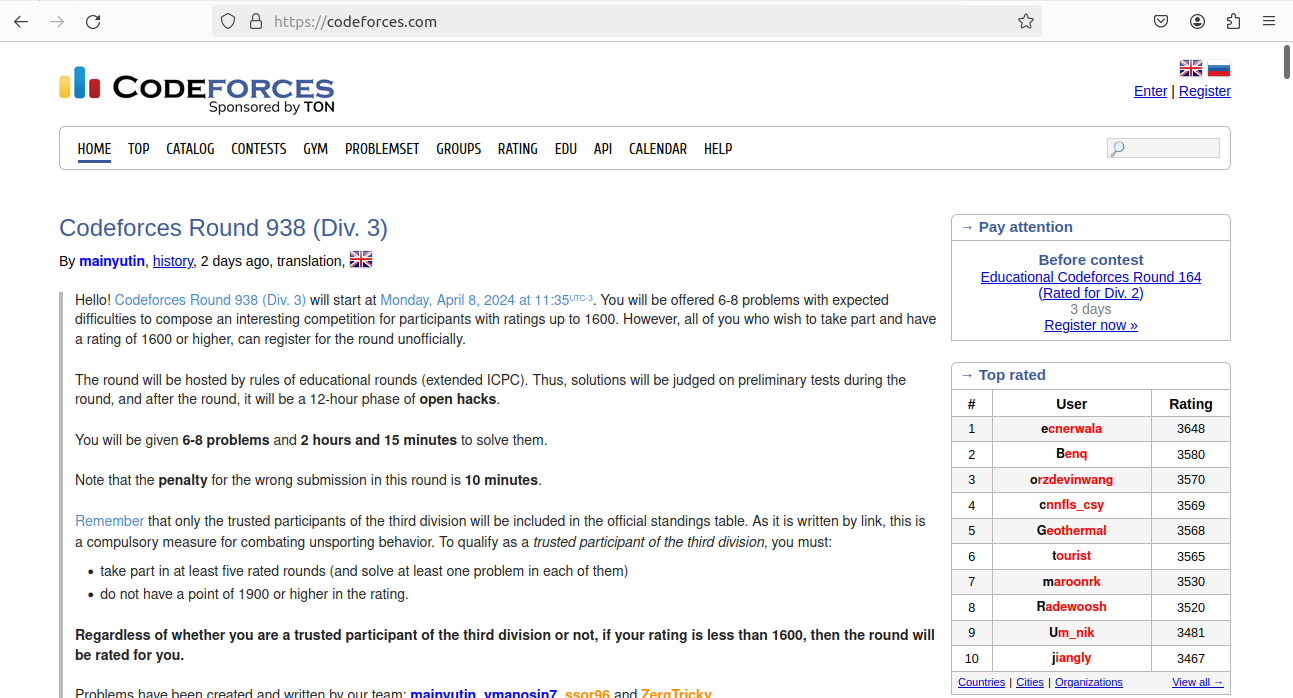 https://codeforces.com
CODEFORCES
Sponsored by TON
Enter | Register
HOME TOP CATALOG CONTESTS GYM PROBLEMSET GROUPS RATING EDU API CALENDAR HELP
Codeforces Round 938 (Div. 3)
By mainyutin, history, 2 days ago, translation,
Hello! Codeforces Round 938 (Div. 3) will start at Monday, April 8, 2024 at 11:35UTC-3. You will be offered 6-8 problems with expected
difficulties to compose an interesting competition for participants with ratings up to 1600. However, all of you who wish to take part and have
a rating of 1600 or higher, can register for the round unofficially.
The round will be hosted by rules of educational rounds (extended ICPC). Thus, solutions will be judged on preliminary tests during the
round, and after the round, it will be a 12-hour phase of open hacks.
You will be given 6-8 problems and 2 hours and 15 minutes to solve them.
Note that the penalty for the wrong submission in this round is 10 minutes.
Remember that only the trusted participants of the third division will be included in the official standings table. As it is written by link, this is
a compulsory measure for combating unsporting behavior. To qualify as a trusted participant of the third division, you must:
• take part in at least five rated rounds (and solve at least one problem in each of them)
• do not have a point of 1900 or higher in the rating.
Regardless of whether you are a trusted participant of the third division or not, if your rating is less than 1600, then the round will
be rated for you.
Problems have been created and written by our team: mainyutin, vmanosin7, ssor96 and ZergTricky.
→ Pay attention
Before contest
Educational Codeforces Round 164
(Rated for Div. 2)
3 days
Register now »
→ Top rated
# User Rating
1 ecnerwala 3648
2 Benq 3580
3 orzdevinwang 3570
4 cnnfls_csy 3569
5 Geothermal 3568
6 tourist 3565
7 maroonrk 3530
8 Radewoosh 3520
9 Um_nik 3481
10 jiangly 3467
Countries | Cities | Organizations View all →